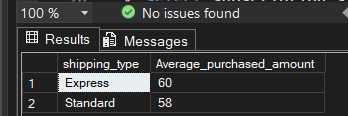 100 %
No issues found
Results
Messages
shipping_type
Average_purchased_amount
1
Express
60
2
Standard
58